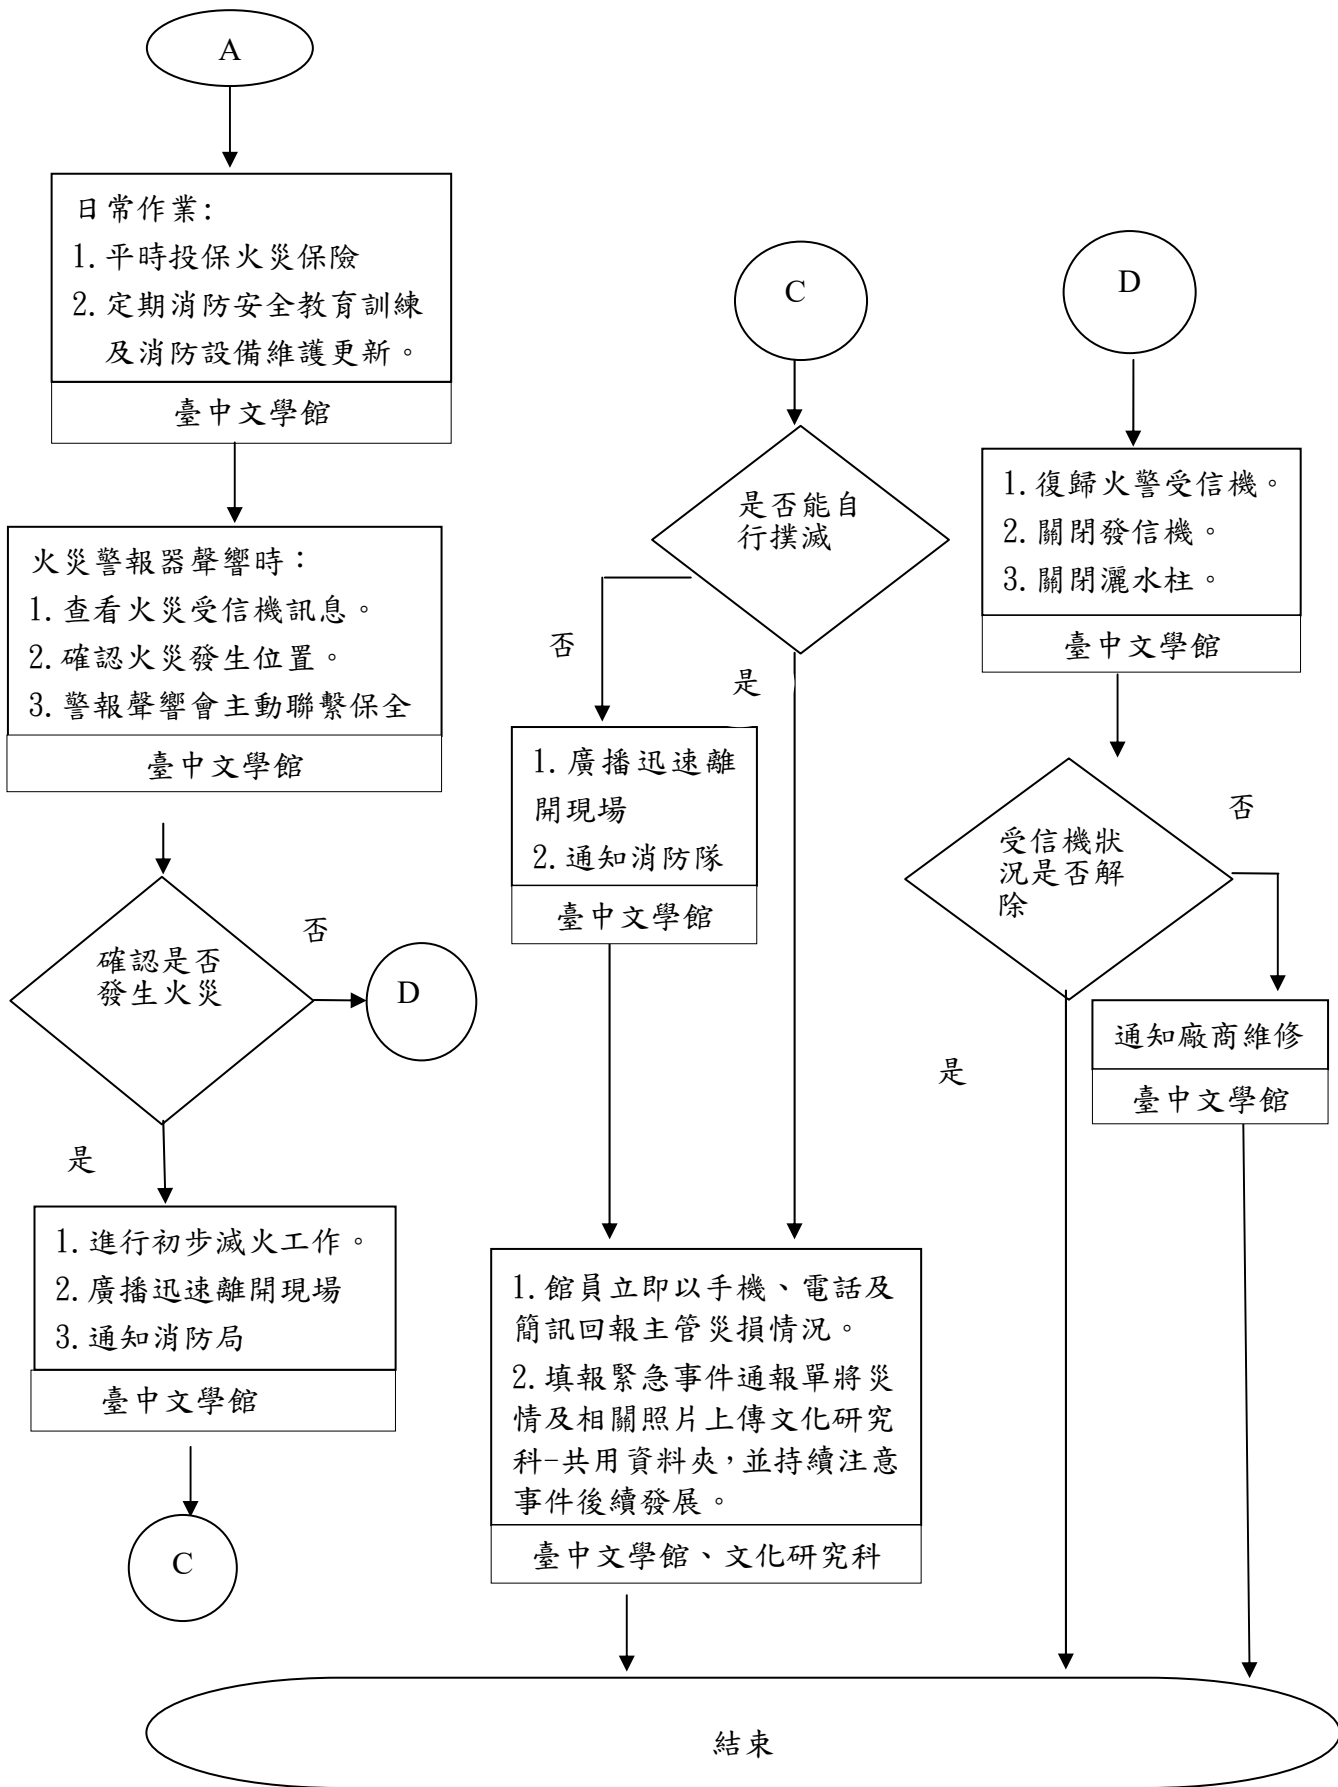 A
日常作業:
1.平時投保火災保險
2.定期消防安全教育訓練
及消防設備維護更新。
臺中文學館
火災警報器聲響時：
1.查看火災受信機訊息。
2.確認火災發生位置。
3.警報聲響會主動聯繫保全
臺中文學館
確認是否
發生火災
否
D
是
1.進行初步滅火工作。
2.廣播迅速離開現場
3.通知消防局
臺中文學館
C
C
是否能自
行撲滅
否
是
1.廣播迅速離
開現場
2.通知消防隊
臺中文學館
1.館員立即以手機、電話及
簡訊回報主管災損情況。
2.填報緊急事件通報單將災
情及相關照片上傳文化研究
科-共用資料夾，並持續注意
事件後續發展。
臺中文學館、文化研究科
D
1.復歸火警受信機。
2.關閉發信機。
3.關閉灑水柱。
臺中文學館
受信機狀
況是否解
除
否
是
通知廠商維修
臺中文學館
結束